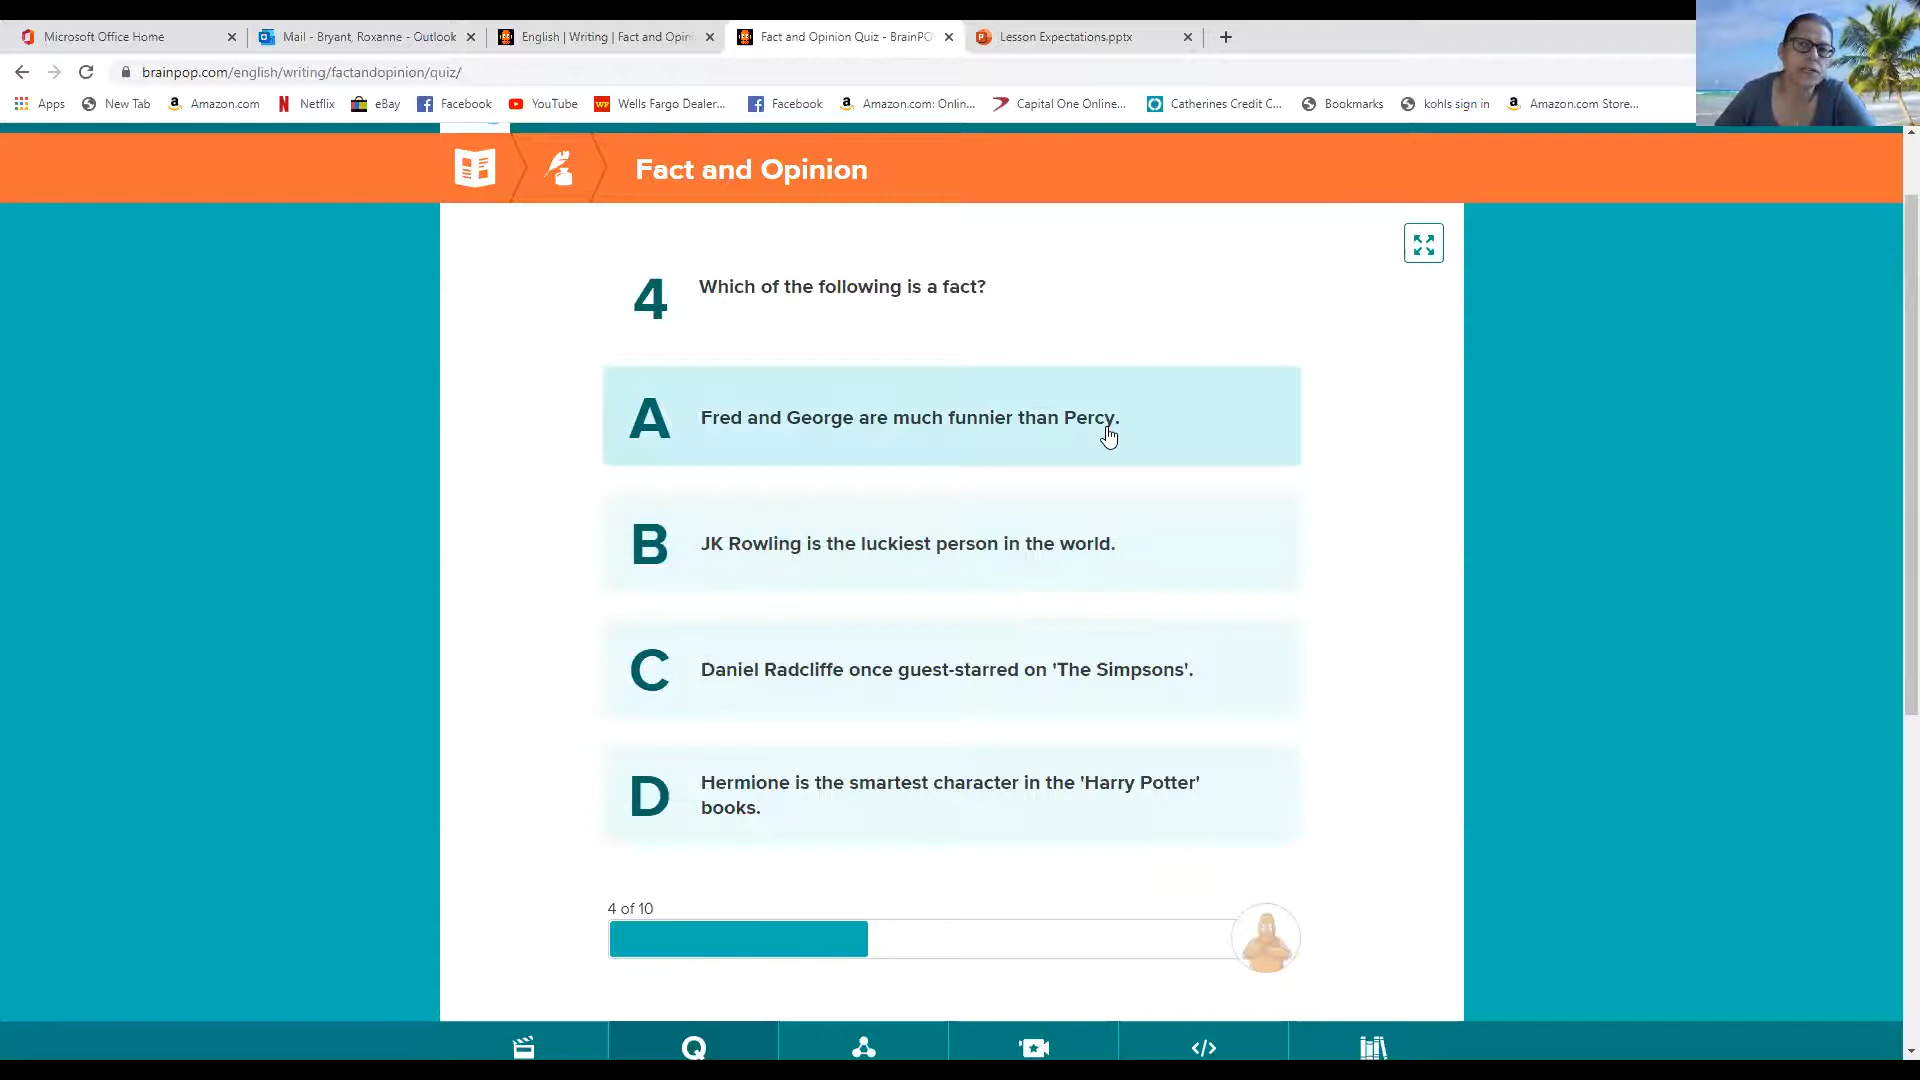 Microsoft Office Home
Mail - Bryant, Roxanne - Outlook
English | Writing | Fact and Opin
Fact and Opinion Quiz - BrainPO
Lesson Expectations.pptx
brainpop.com/english/writing/factandopinion/quiz/
Apps
New Tab
Amazon.com
Netflix
eBay
Facebook
YouTube
Wells Fargo Dealer...
Facebook
Amazon.com: Onlin...
Capital One Online...
Catherines Credit C...
Bookmarks
kohls sign in
Amazon.com Store...
Fact and Opinion
4 Which of the following is a fact?
A Fred and George are much funnier than Percy.
B JK Rowling is the luckiest person in the world.
C Daniel Radcliffe once guest-starred on 'The Simpsons'.
D Hermione is the smartest character in the 'Harry Potter'
books.
4 of 10
Q